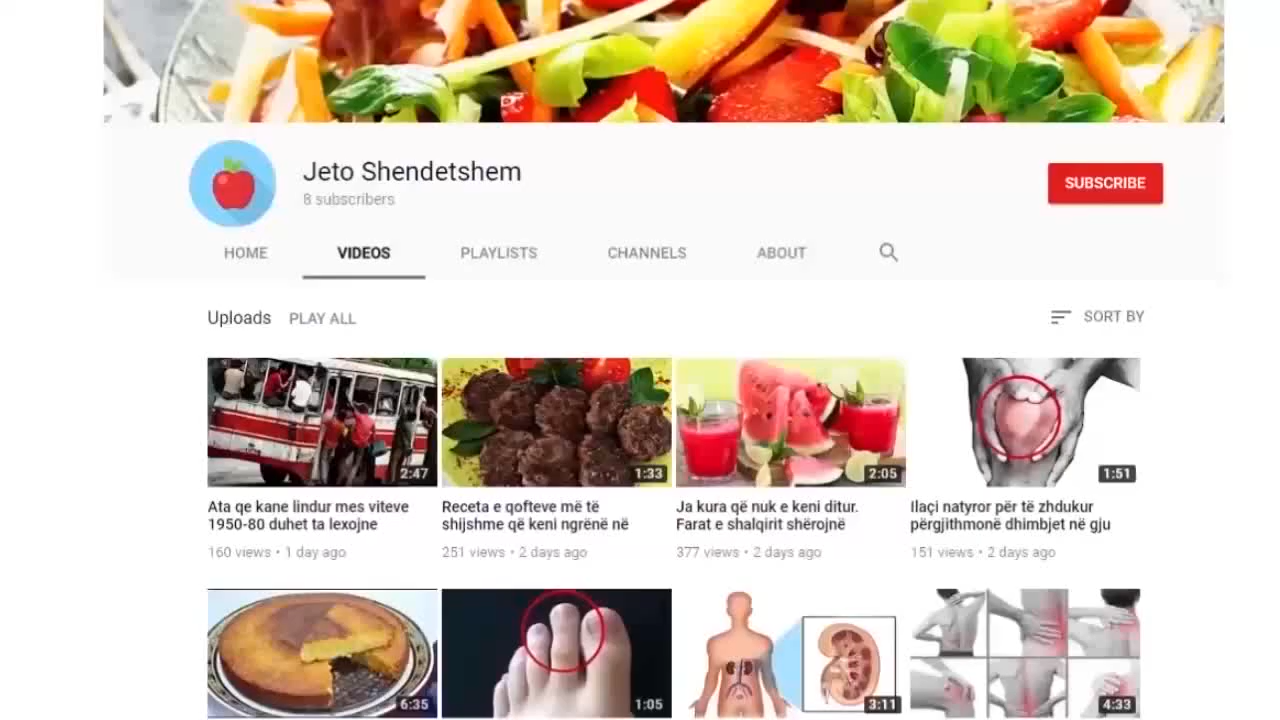 Jeto Shendetshem
8 subscribers
SUBSCRIBE
HOME VIDEOS PLAYLISTS CHANNELS ABOUT
Uploads PLAY ALL SORT BY
2:47 1:33 2:05 1:51
Ata qe kane lindur mes viteve
1950-80 duhet ta lexojne
160 views • 1 day ago
Receta e qofteve më të
shijshme që keni ngrënë në
251 views • 2 days ago
Ja kura që nuk e keni ditur.
Farat e shalqirit shërojnë
377 views • 2 days ago
Ilaçi natyror për të zhdukur
përgjithmonë dhimbjet në gju
151 views • 2 days ago
6:35 1:05 3:11 4:33